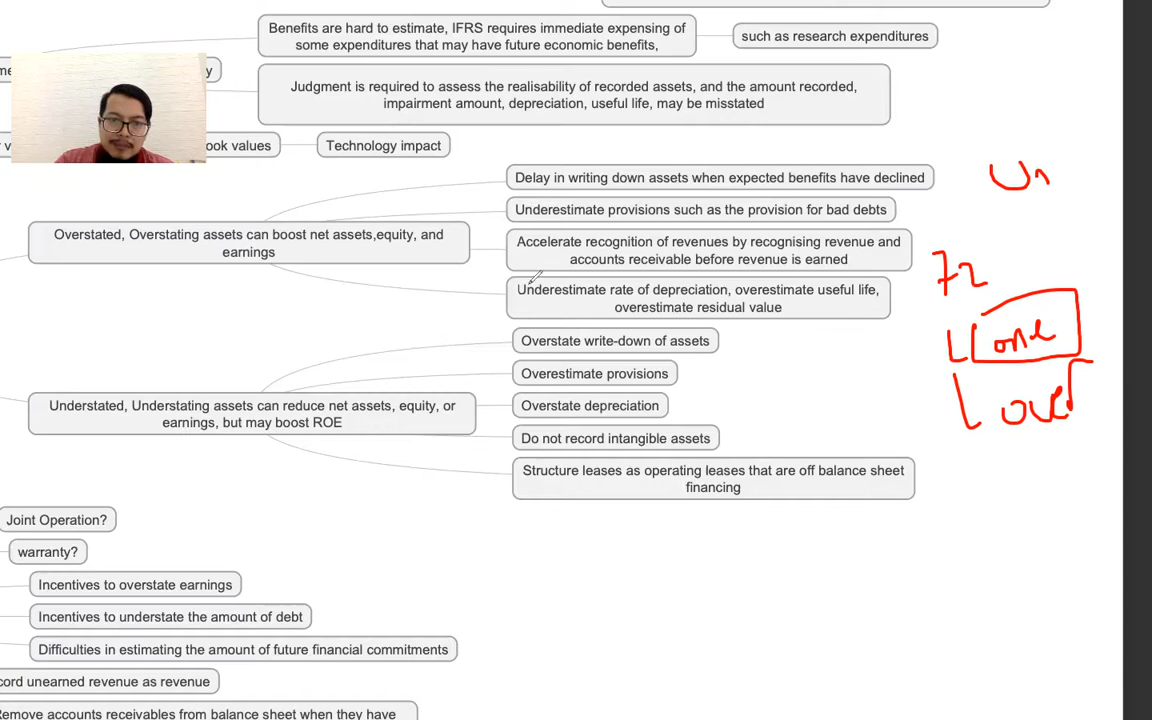 Benefits are hard to estimate, IFRS requires immediate expensing of
some expenditures that may have future economic benefits,
such as research expenditures
Judgment is required to assess the realisability of recorded assets, and the amount recorded,
impairment amount, depreciation, useful life, may be misstated
ook values
Technology impact
Overstated, Overstating assets can boost net assets,equity, and
earnings
Delay in writing down assets when expected benefits have declined
Underestimate provisions such as the provision for bad debts
Accelerate recognition of revenues by recognising revenue and
accounts receivable before revenue is earned
Underestimate rate of depreciation, overestimate useful life,
overestimate residual value
Un
72
one
over
Understated, Understating assets can reduce net assets, equity, or
earnings, but may boost ROE
Overstate write-down of assets
Overestimate provisions
Overstate depreciation
Do not record intangible assets
Structure leases as operating leases that are off balance sheet
financing
Joint Operation?
warranty?
Incentives to overstate earnings
Incentives to understate the amount of debt
Difficulties in estimating the amount of future financial commitments
cord unearned revenue as revenue
Remove accounts receivables from balance sheet when they have